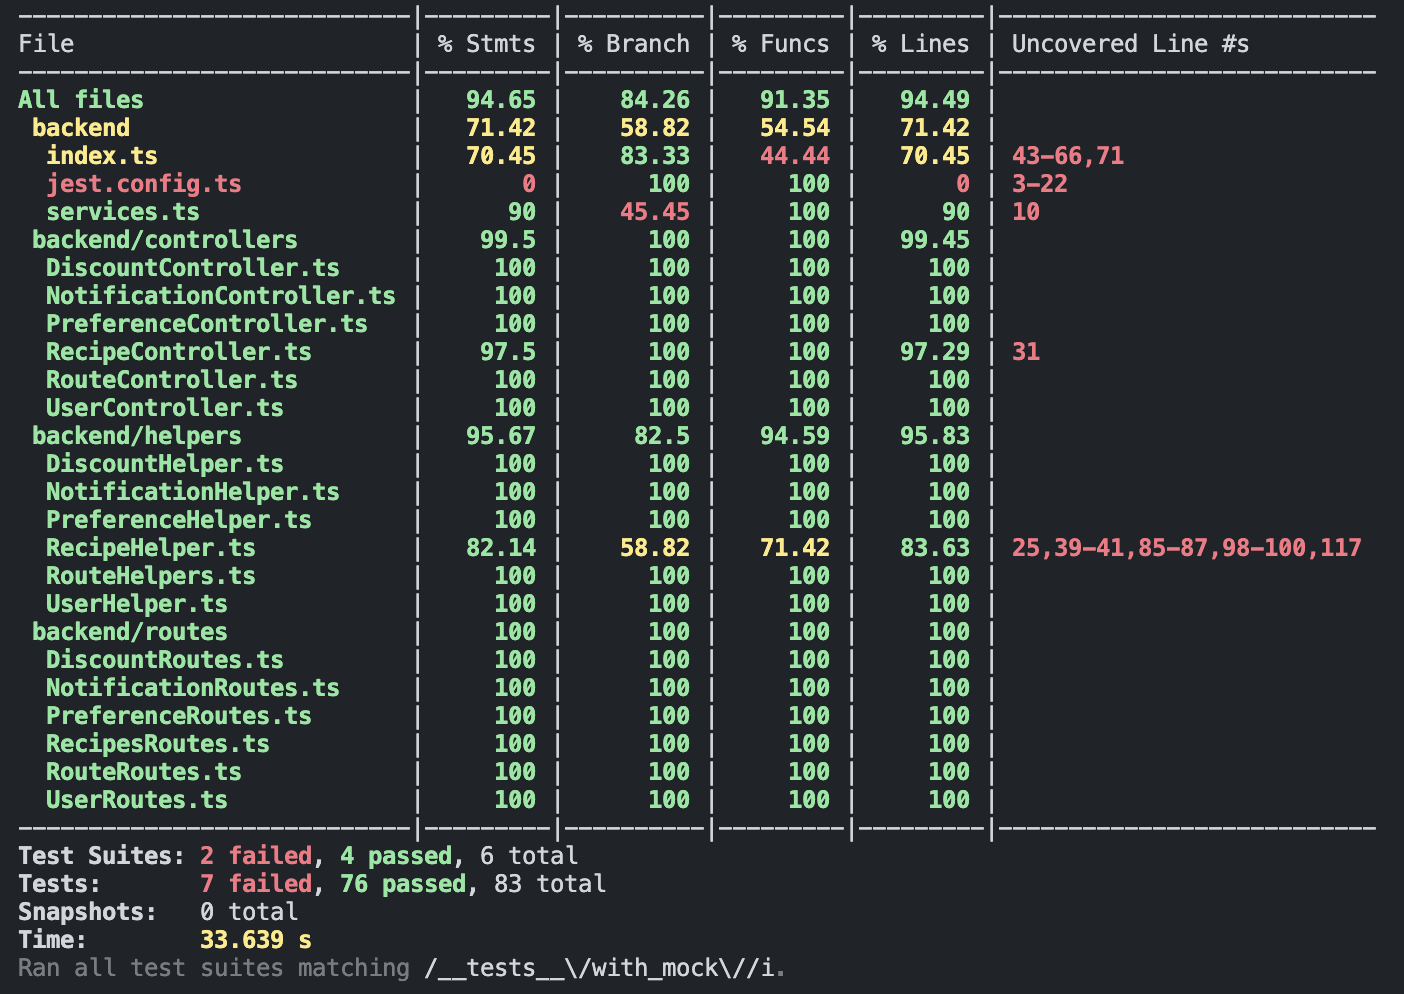 -----------------------------|---------|----------|---------|---------|---------------------------
File                         | % Stmts | % Branch | % Funcs | % Lines | Uncovered Line #s
-----------------------------|---------|----------|---------|---------|---------------------------
All files                    |   94.65 |    84.26 |   91.35 |   94.49 |
 backend                     |   71.42 |    58.82 |   54.54 |   71.42 |
  index.ts                   |   70.45 |    83.33 |   44.44 |   70.45 | 43-66,71
  jest.config.ts             |       0 |      100 |     100 |       0 | 3-22
  services.ts                |      90 |    45.45 |     100 |      90 | 10
 backend/controllers         |    99.5 |      100 |     100 |   99.45 |
  DiscountController.ts      |     100 |      100 |     100 |     100 |
  NotificationController.ts  |     100 |      100 |     100 |     100 |
  PreferenceController.ts    |     100 |      100 |     100 |     100 |
  RecipeController.ts        |    97.5 |      100 |     100 |   97.29 | 31
  RouteController.ts         |     100 |      100 |     100 |     100 |
  UserController.ts          |     100 |      100 |     100 |     100 |
 backend/helpers             |   95.67 |     82.5 |   94.59 |   95.83 |
  DiscountHelper.ts          |     100 |      100 |     100 |     100 |
  NotificationHelper.ts      |     100 |      100 |     100 |     100 |
  PreferenceHelper.ts        |     100 |      100 |     100 |     100 |
  RecipeHelper.ts            |   82.14 |    58.82 |   71.42 |   83.63 | 25,39-41,85-87,98-100,117
  RouteHelpers.ts            |     100 |      100 |     100 |     100 |
  UserHelper.ts              |     100 |      100 |     100 |     100 |
 backend/routes              |     100 |      100 |     100 |     100 |
  DiscountRoutes.ts          |     100 |      100 |     100 |     100 |
  NotificationRoutes.ts      |     100 |      100 |     100 |     100 |
  PreferenceRoutes.ts        |     100 |      100 |     100 |     100 |
  RecipesRoutes.ts           |     100 |      100 |     100 |     100 |
  RouteRoutes.ts             |     100 |      100 |     100 |     100 |
  UserRoutes.ts              |     100 |      100 |     100 |     100 |
-----------------------------|---------|----------|---------|---------|---------------------------
Test Suites: 2 failed, 4 passed, 6 total
Tests:       7 failed, 76 passed, 83 total
Snapshots:   0 total
Time:        33.639 s
Ran all test suites matching /__tests__\/with_mock\//i.